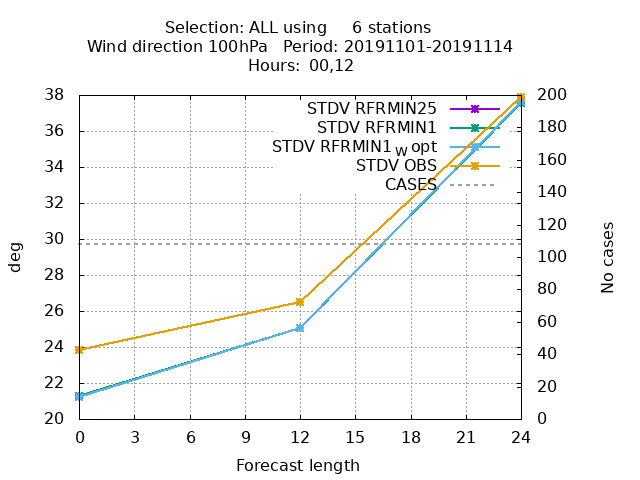 Selection: ALL using     6 stations
Wind direction 100hPa   Period: 20191101-20191114
Hours: 00,12
STDV RFRMIN25
STDV RFRMIN1
STDV RFRMIN1 w opt
STDV OBS
CASES
deg
38
36
34
32
30
28
26
24
22
20
No cases
200
180
160
140
120
100
80
60
40
20
0
0 3 6 9 12 15 18 21 24
Forecast length